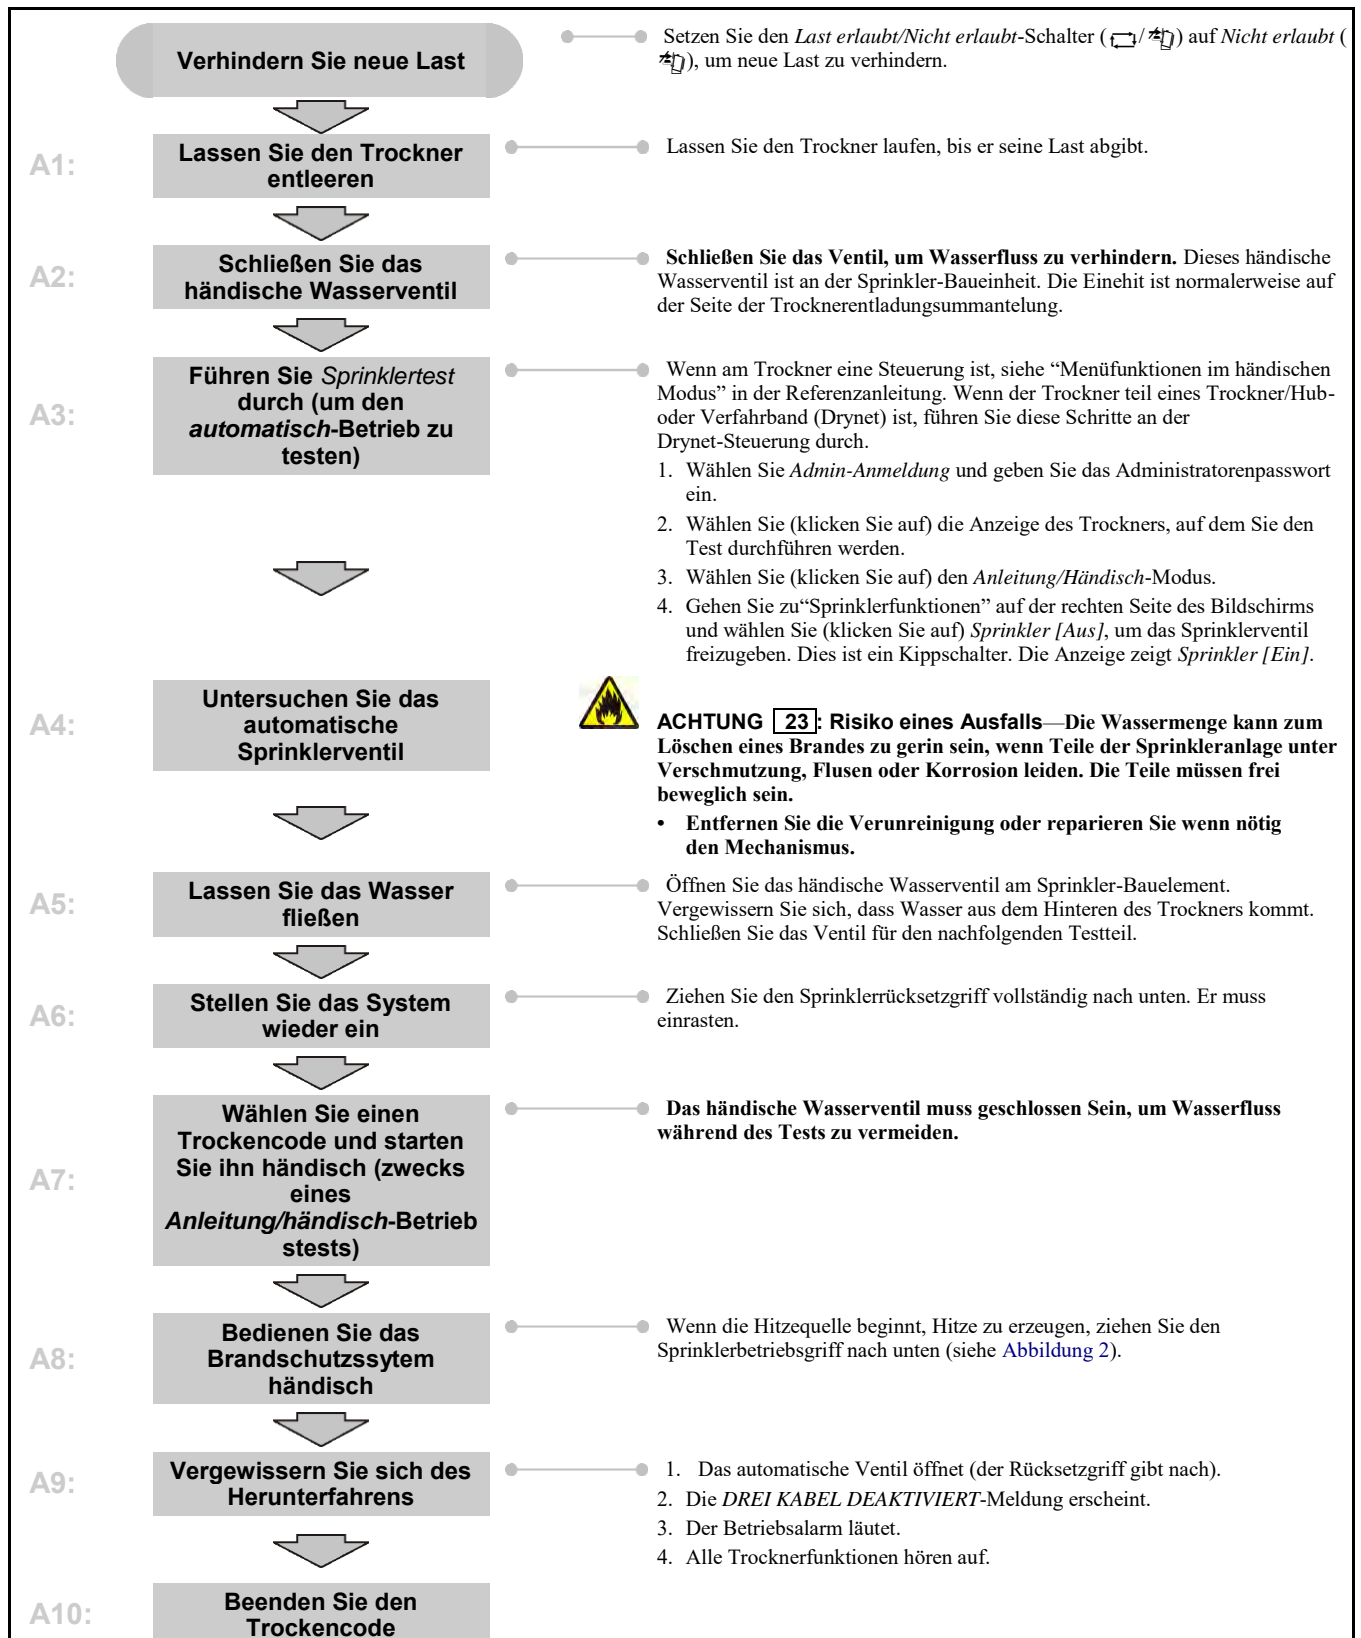 Verhindern Sie neue Last
Setzen Sie den Last erlaubt/Nicht erlaubt-Schalter ( / ) auf Nicht erlaubt (
), um neue Last zu verhindern.
A1:
Lassen Sie den Trockner
entleeren
Lassen Sie den Trockner laufen, bis er seine Last abgibt.
A2:
Schließen Sie das
händische Wasserventil
Schließen Sie das Ventil, um Wasserfluss zu verhindern. Dieses händische
Wasserventil ist an der Sprinkler-Baueinheit. Die Einehit ist normalerweise auf
der Seite der Trocknerentladungsummantelung.
A3:
Führen Sie Sprinklertest
durch (um den
automatisch-Betrieb zu
testen)
Wenn am Trockner eine Steuerung ist, siehe “Menüfunktionen im händischen
Modus” in der Referenzanleitung. Wenn der Trockner teil eines Trockner/Hub-
oder Verfahrband (Drynet) ist, führen Sie diese Schritte an der
Drynet-Steuerung durch.
1. Wählen Sie Admin-Anmeldung und geben Sie das Administratorenpasswort
ein.
2. Wählen Sie (klicken Sie auf) die Anzeige des Trockners, auf dem Sie den
Test durchführen werden.
3. Wählen Sie (klicken Sie auf) den Anleitung/Händisch-Modus.
4. Gehen Sie zu“Sprinklerfunktionen” auf der rechten Seite des Bildschirms
und wählen Sie (klicken Sie auf) Sprinkler [Aus], um das Sprinklerventil
freizugeben. Dies ist ein Kippschalter. Die Anzeige zeigt Sprinkler [Ein].
A4:
Untersuchen Sie das
automatische
Sprinklerventil
ACHTUNG 23 : Risiko eines Ausfalls—Die Wassermenge kann zum
Löschen eines Brandes zu gerin sein, wenn Teile der Sprinkleranlage unter
Verschmutzung, Flusen oder Korrosion leiden. Die Teile müssen frei
beweglich sein.
• Entfernen Sie die Verunreinigung oder reparieren Sie wenn nötig
den Mechanismus.
A5:
Lassen Sie das Wasser
fließen
Öffnen Sie das händische Wasserventil am Sprinkler-Bauelement.
Vergewissern Sie sich, dass Wasser aus dem Hinteren des Trockners kommt.
Schließen Sie das Ventil für den nachfolgenden Testteil.
A6:
Stellen Sie das System
wieder ein
Ziehen Sie den Sprinklerrücksetzgriff vollständig nach unten. Er muss
einrasten.
A7:
Wählen Sie einen
Trockencode und starten
Sie ihn händisch (zwecks
eines
Anleitung/händisch-Betrieb
stests)
Das händische Wasserventil muss geschlossen Sein, um Wasserfluss
während des Tests zu vermeiden.
A8:
Bedienen Sie das
Brandschutzssytem
händisch
Wenn die Hitzequelle beginnt, Hitze zu erzeugen, ziehen Sie den
Sprinklerbetriebsgriff nach unten (siehe Abbildung 2).
A9:
Vergewissern Sie sich des
Herunterfahrens
1. Das automatische Ventil öffnet (der Rücksetzgriff gibt nach).
2. Die DREI KABEL DEAKTIVIERT-Meldung erscheint.
3. Der Betriebsalarm läutet.
4. Alle Trocknerfunktionen hören auf.
A10:
Beenden Sie den
Trockencode